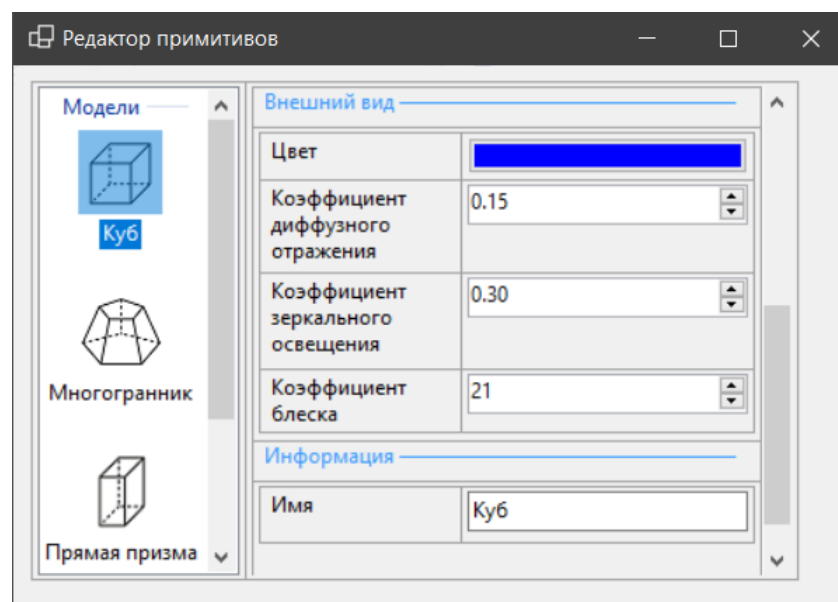 Редактор примитивов
Модели
Куб
Многогранник
Прямая призма
Внешний вид
Цвет
Коэффициент
диффузного
отражения
0.15
Коэффициент
зеркального
освещения
0.30
Коэффициент
блеска
21
Информация
Имя
Куб